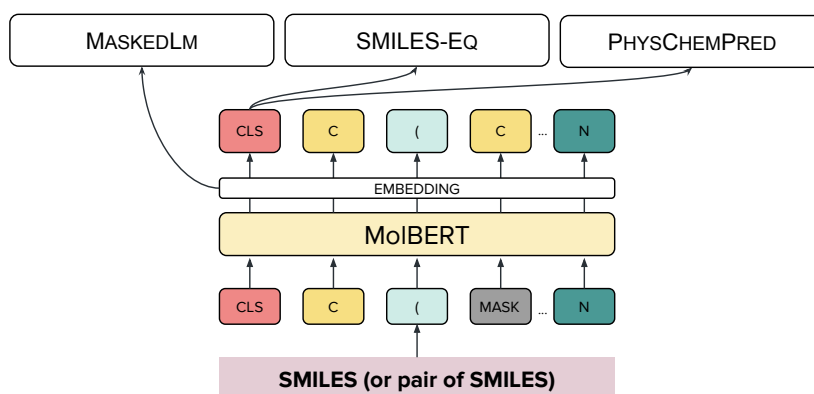 MASKEDLM SMILES-EQ PHYSCHEMPRED
CLS C ( C ... N
EMBEDDING
MolBERT
CLS C ( MASK ... N
SMILES (or pair of SMILES)